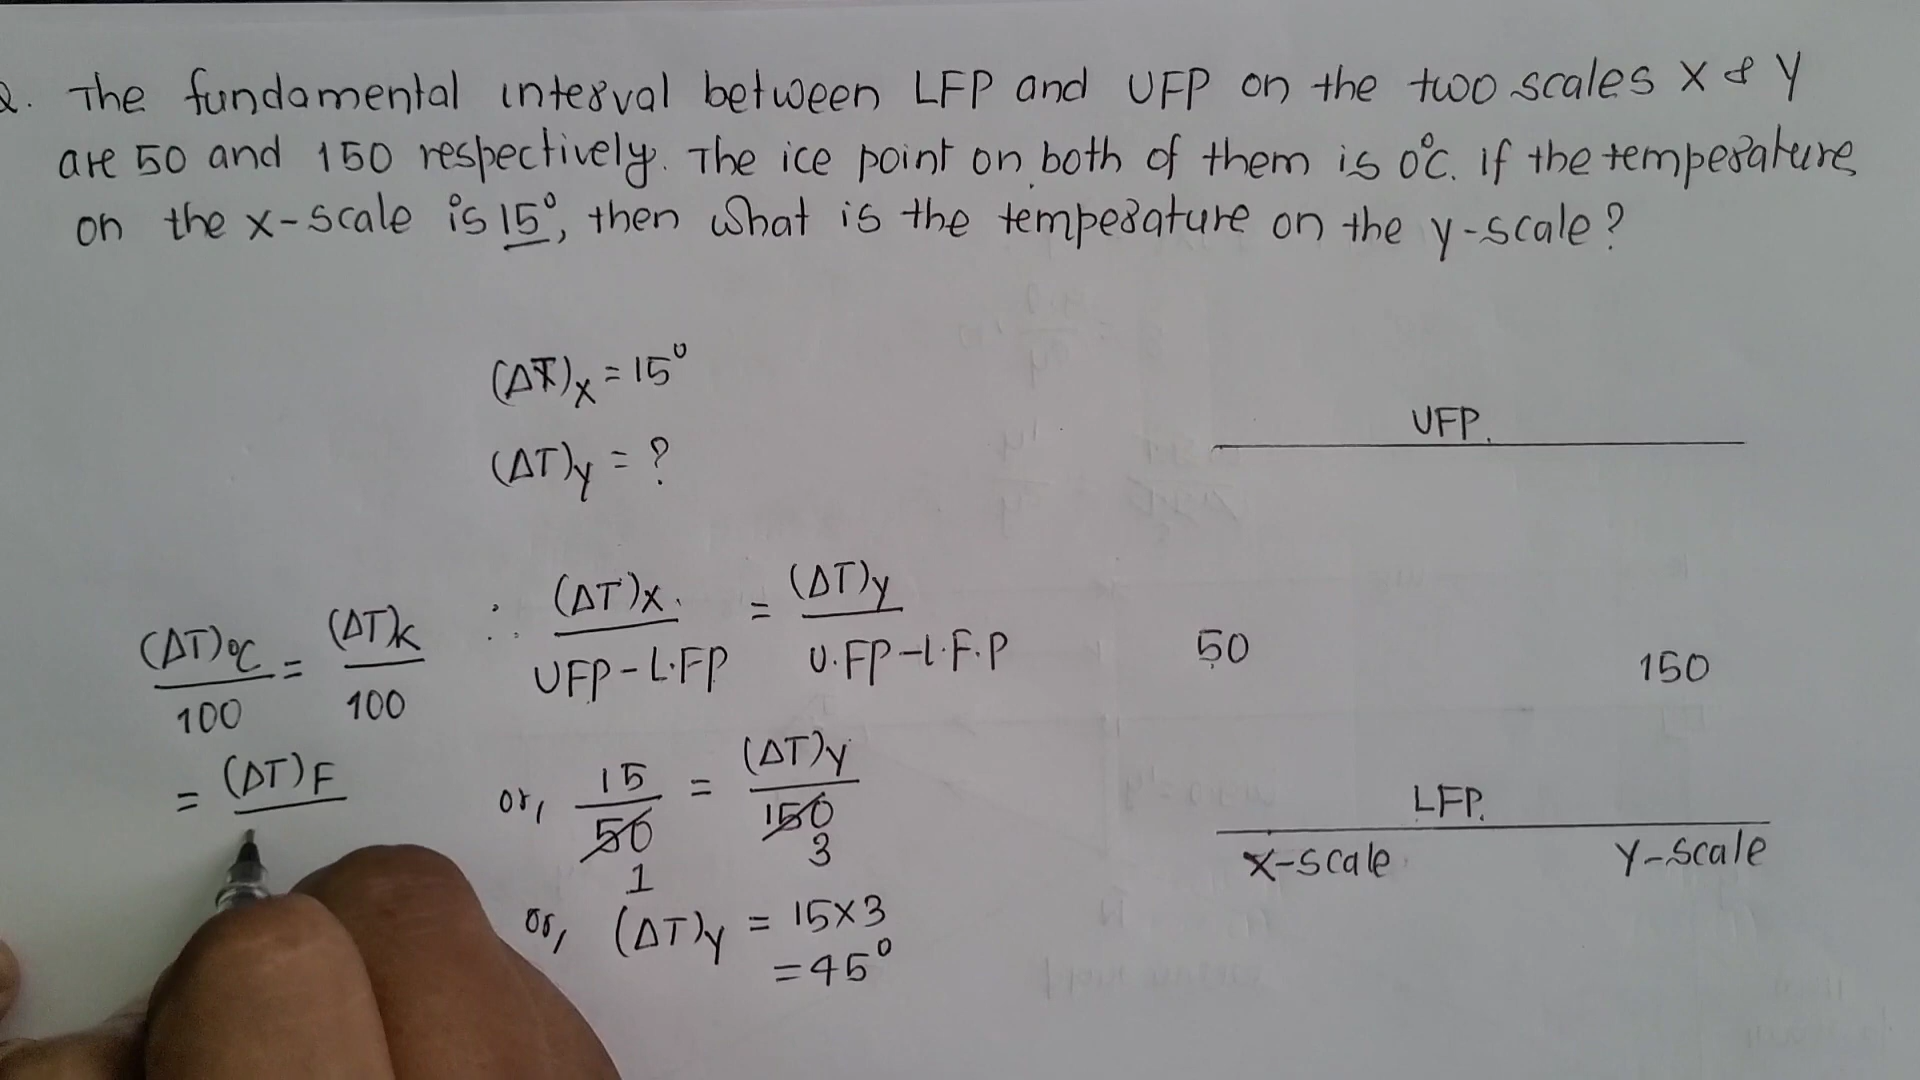 2. The fundamental interval between LFP and UFP on the two scales X & Y
are 50 and 150 respectively. The ice point on both of them is 0°C. if the temperature
on the x-scale is 15°, then what is the temperature on the y-scale?
(ΔT)x = 15°
(ΔT)y = ?
UFP.
(ΔT)°C/100 = (ΔT)K/100
= (ΔT)F
∴ (ΔT)x./UFP-L.FP = (ΔT)y/U.FP-L.F.P
or, 15/50 = (ΔT)y/150
1 3
or, (ΔT)y = 15×3
= 45°
50 150
LFP.
X-scale Y-scale